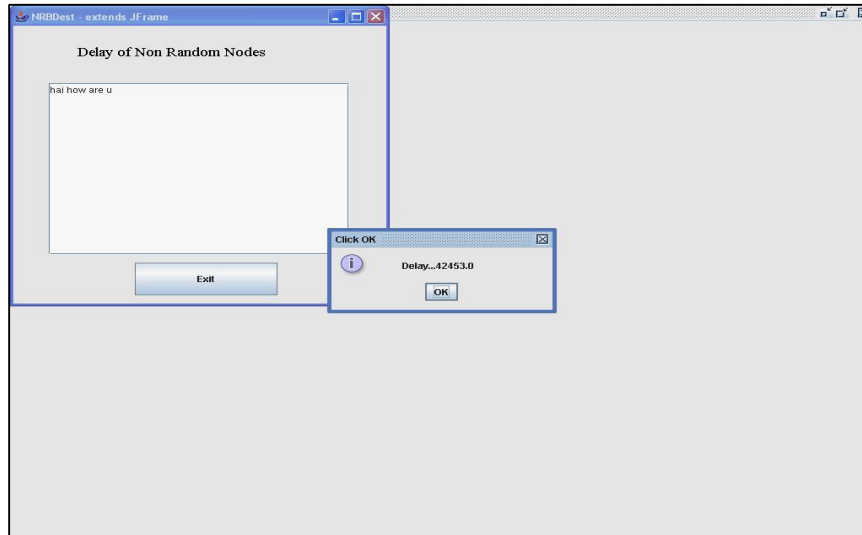 NRBDest - extends JFrame
Delay of Non Random Nodes
hai how are u
Exit
Click OK
Delay...42453.0
OK